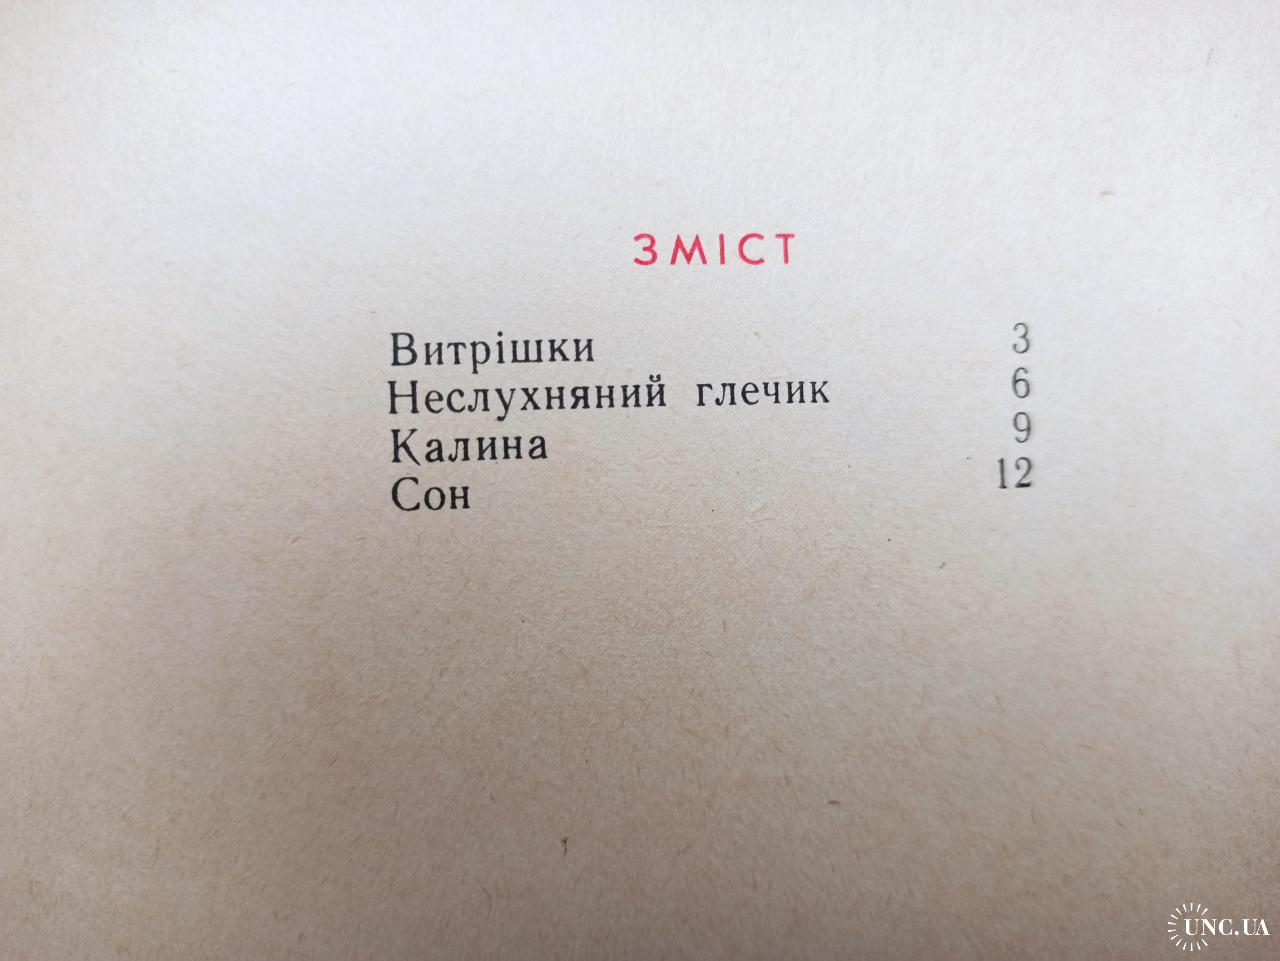 ЗМІСТ
Витрішки 3
Неслухняний глечик 6
Калина 9
Сон 12
UNC.UA